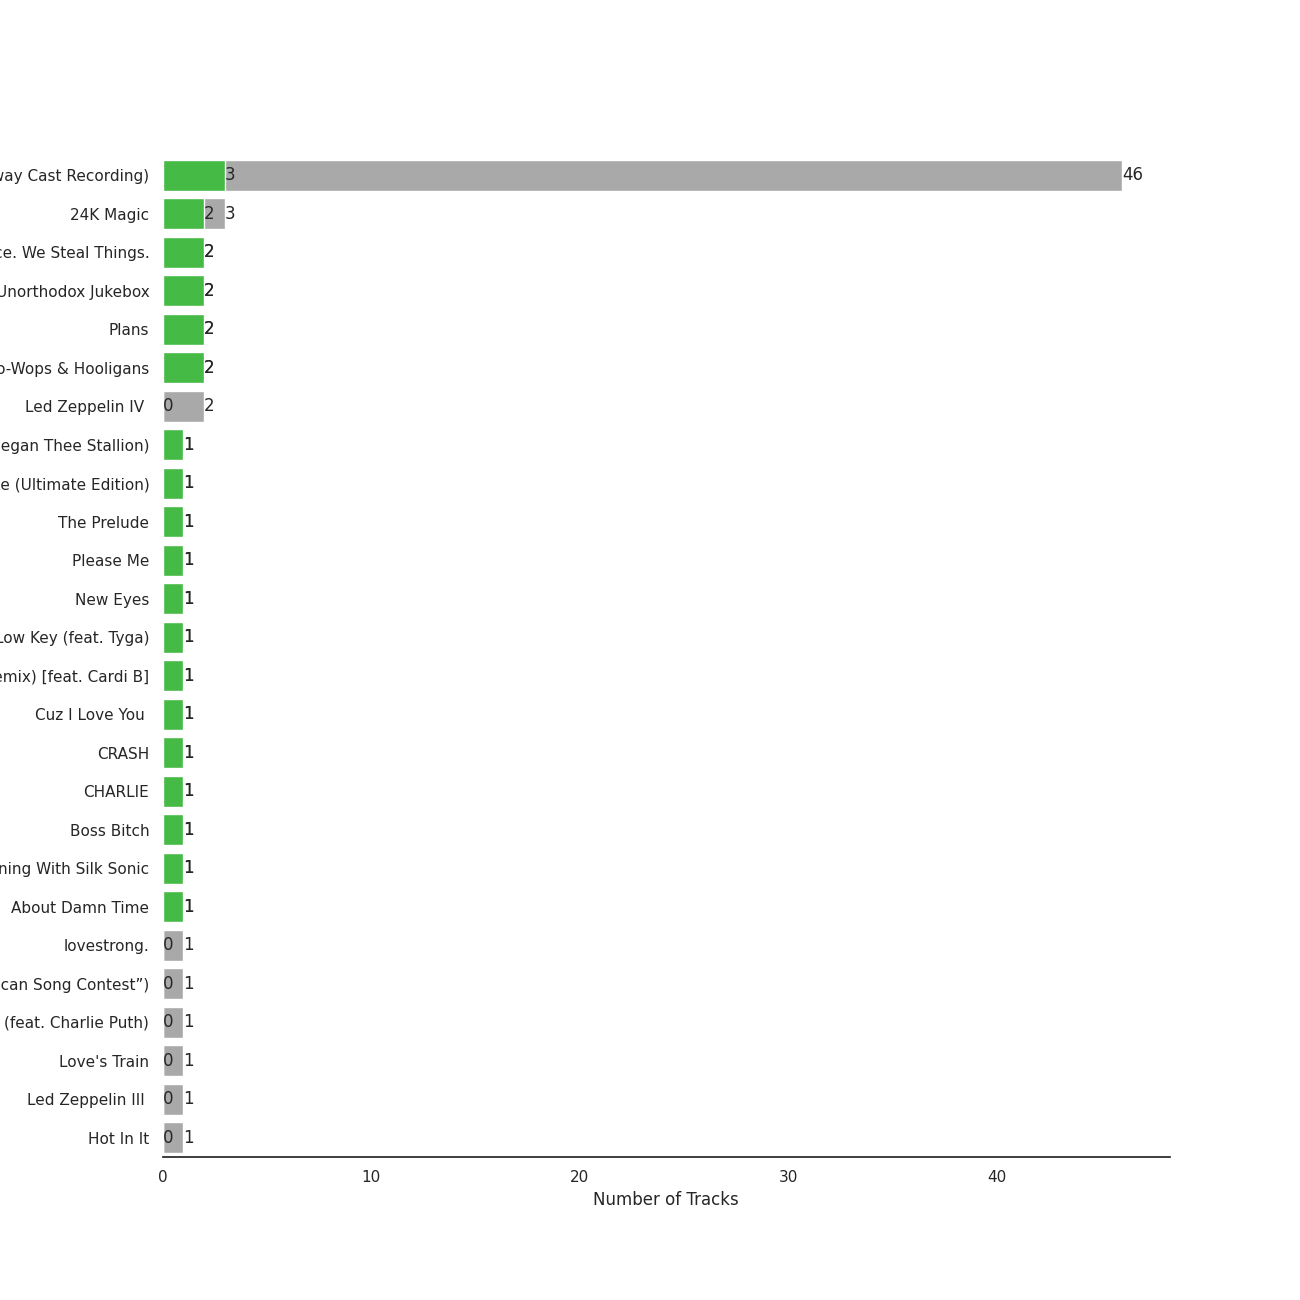 way Cast Recording) 3 46
24K Magic 2 3
ce. We Steal Things. 2
Unorthodox Jukebox 2
Plans 2
o-Wops & Hooligans 2
Led Zeppelin IV 0 2
egan Thee Stallion) 1
e (Ultimate Edition) 1
The Prelude 1
Please Me 1
New Eyes 1
Low Key (feat. Tyga) 1
emix) [feat. Cardi B] 1
Cuz I Love You 1
CRASH 1
CHARLIE 1
Boss Bitch 1
ning With Silk Sonic 1
About Damn Time 1
lovestrong. 0 1
can Song Contest”) 0 1
(feat. Charlie Puth) 0 1
Love's Train 0 1
Led Zeppelin III 0 1
Hot In It 0 1
0 10 20 30 40
Number of Tracks